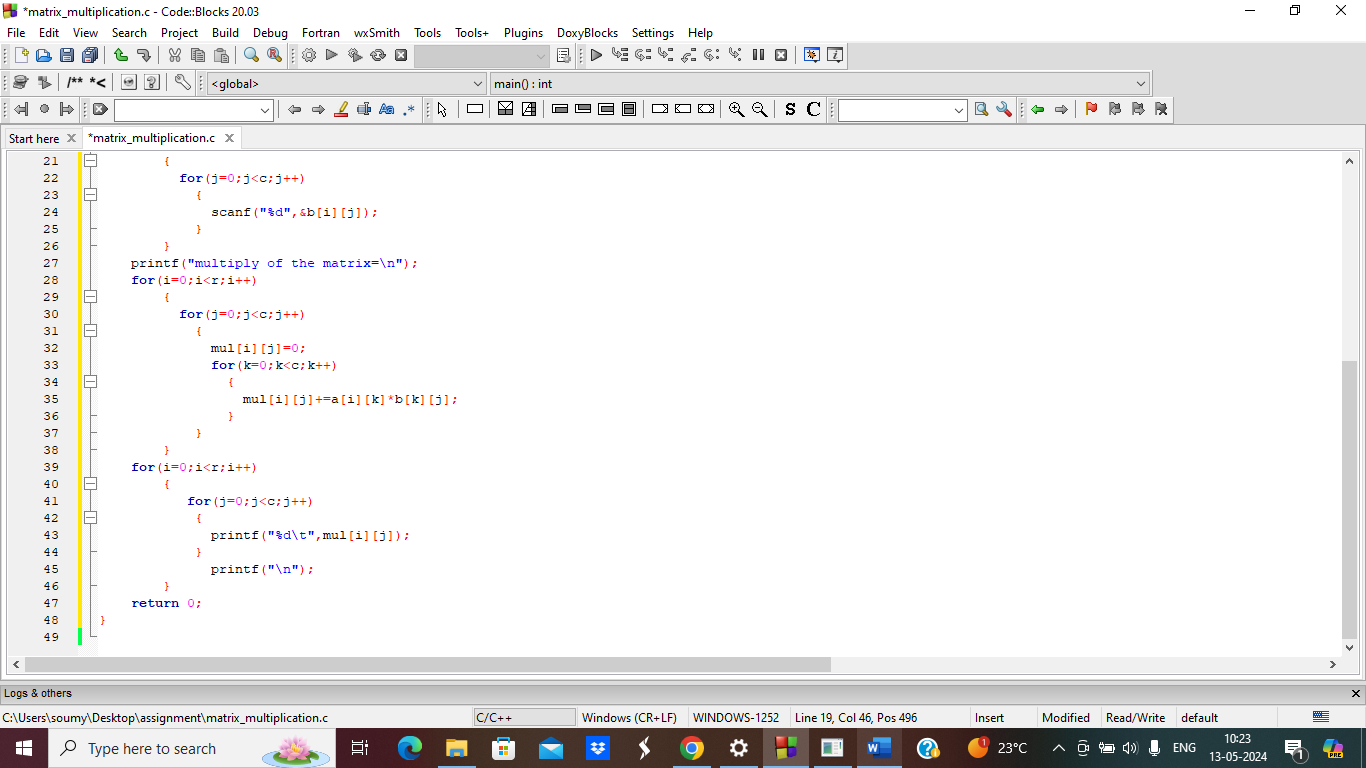 *matrix_multiplication.c - Code::Blocks 20.03
File Edit View Search Project Build Debug Fortran wxSmith Tools Tools+ Plugins DoxyBlocks Settings Help
/** *< <global> main() : int
Aa .* S C
Start here *matrix_multiplication.c
21 {
22 for(j=0;j<c;j++)
23 {
24 scanf("%d",&b[i][j]);
25 }
26 }
27 printf("multiply of the matrix=\n");
28 for(i=0;i<r;i++)
29 {
30 for(j=0;j<c;j++)
31 {
32 mul[i][j]=0;
33 for(k=0;k<c;k++)
34 {
35 mul[i][j]+=a[i][k]*b[k][j];
36 }
37 }
38 }
39 for(i=0;i<r;i++)
40 {
41 for(j=0;j<c;j++)
42 {
43 printf("%d\t",mul[i][j]);
44 }
45 printf("\n");
46 }
47 return 0;
48 }
49
Logs & others
C:\Users\soumy\Desktop\assignment\matrix_multiplication.c C/C++ Windows (CR+LF) WINDOWS-1252 Line 19, Col 46, Pos 496 Insert Modified Read/Write default
Type here to search 1 23°C ENG 10:23 1 PRE
13-05-2024